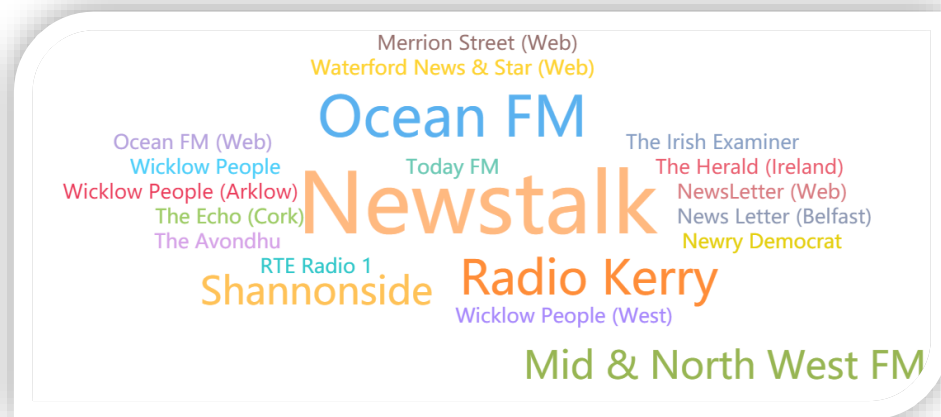 Merrion Street (Web)
Waterford News & Star (Web)
Ocean FM
Ocean FM (Web)
The Irish Examiner
Wicklow People
Today FM
The Herald (Ireland)
Wicklow People (Arklow)
Newstalk
NewsLetter (Web)
The Echo (Cork)
News Letter (Belfast)
The Avondhu
Newry Democrat
RTE Radio 1
Shannonside
Radio Kerry
Wicklow People (West)
Mid & North West FM